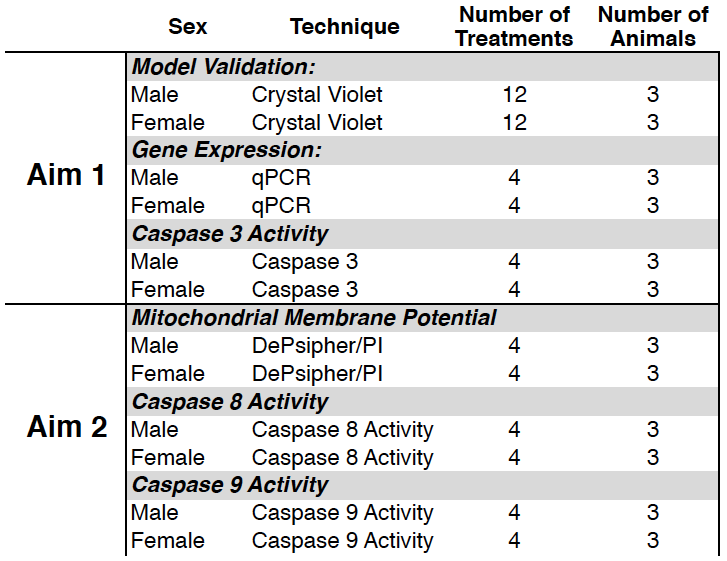 Sex Technique Number of Treatments Number of Animals
Model Validation:
Male Crystal Violet 12 3
Female Crystal Violet 12 3
Gene Expression:
Aim 1
Male qPCR 4 3
Female qPCR 4 3
Caspase 3 Activity
Male Caspase 3 4 3
Female Caspase 3 4 3
Mitochondrial Membrane Potential
Male DePsipher/PI 4 3
Female DePsipher/PI 4 3
Caspase 8 Activity
Aim 2
Male Caspase 8 Activity 4 3
Female Caspase 8 Activity 4 3
Caspase 9 Activity
Male Caspase 9 Activity 4 3
Female Caspase 9 Activity 4 3